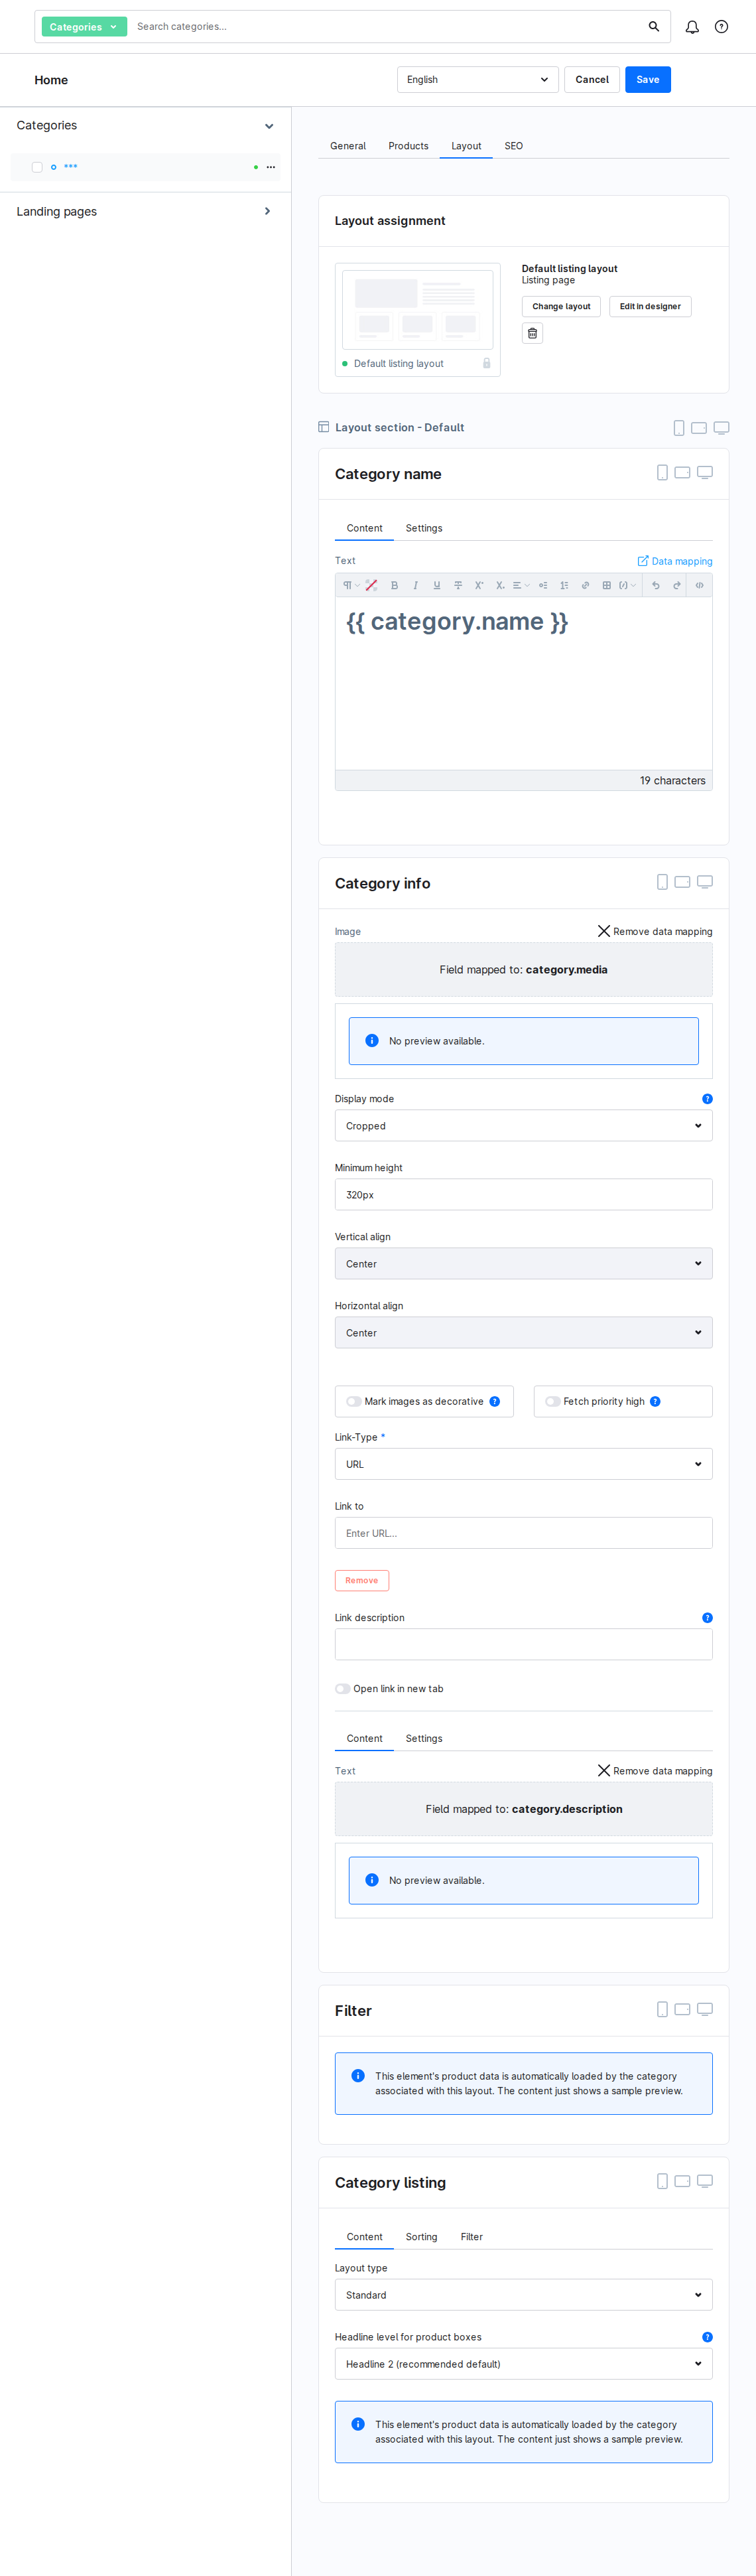 Categories
Search categories...
Home
English
Cancel
Save
Categories
***
Landing pages
General
Products
Layout
SEO
Layout assignment
Default listing layout
Default listing layout
Listing page
Change layout
Edit in designer
Layout section - Default
Category name
Content
Settings
Text
Data mapping
{{ category.name }}
19 characters
Category info
Image
Remove data mapping
Field mapped to: category.media
No preview available.
Display mode
Cropped
Minimum height
320px
Vertical align
Center
Horizontal align
Center
Mark images as decorative
Fetch priority high
Link-Type *
URL
Link to
Enter URL...
Remove
Link description
Open link in new tab
Content
Settings
Text
Remove data mapping
Field mapped to: category.description
No preview available.
Filter
This element's product data is automatically loaded by the category
associated with this layout. The content just shows a sample preview.
Category listing
Content
Sorting
Filter
Layout type
Standard
Headline level for product boxes
Headline 2 (recommended default)
This element's product data is automatically loaded by the category
associated with this layout. The content just shows a sample preview.